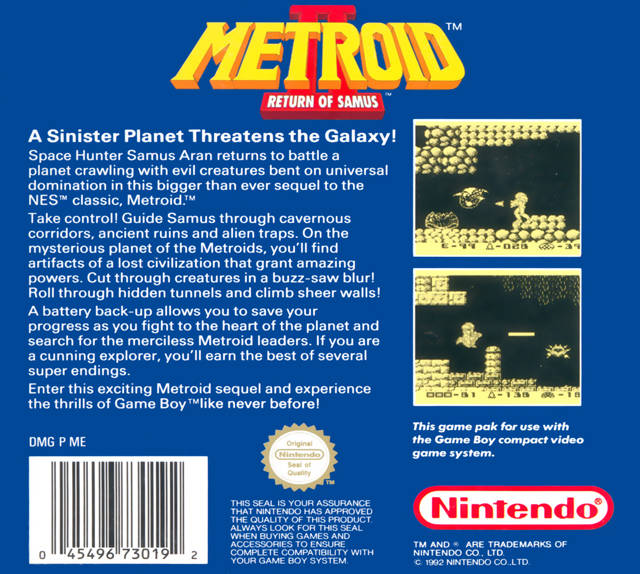 METROID™
II
RETURN OF SAMUS™
A Sinister Planet Threatens the Galaxy!
Space Hunter Samus Aran returns to battle a
planet crawling with evil creatures bent on universal
domination in this bigger than ever sequel to the
NES™ classic, Metroid.™
Take control! Guide Samus through cavernous
corridors, ancient ruins and alien traps. On the
mysterious planet of the Metroids, you'll find
artifacts of a lost civilization that grant amazing
powers. Cut through creatures in a buzz-saw blur!
Roll through hidden tunnels and climb sheer walls!
A battery back-up allows you to save your
progress as you fight to the heart of the planet and
search for the merciless Metroid leaders. If you are
a cunning explorer, you'll earn the best of several
super endings.
Enter this exciting Metroid sequel and experience
the thrills of Game Boy™like never before!
DMG P ME
0 45496 73019 2
Original
Nintendo
Seal of
Quality
™
THIS SEAL IS YOUR ASSURANCE
THAT NINTENDO HAS APPROVED
THE QUALITY OF THIS PRODUCT.
ALWAYS LOOK FOR THIS SEAL
WHEN BUYING GAMES AND
ACCESSORIES TO ENSURE
COMPLETE COMPATIBILITY WITH
YOUR GAME BOY SYSTEM.
This game pak for use with
the Game Boy compact video
game system.
Nintendo®
TM AND ® ARE TRADEMARKS OF
NINTENDO CO., LTD.
© 1992 NINTENDO CO.,LTD.